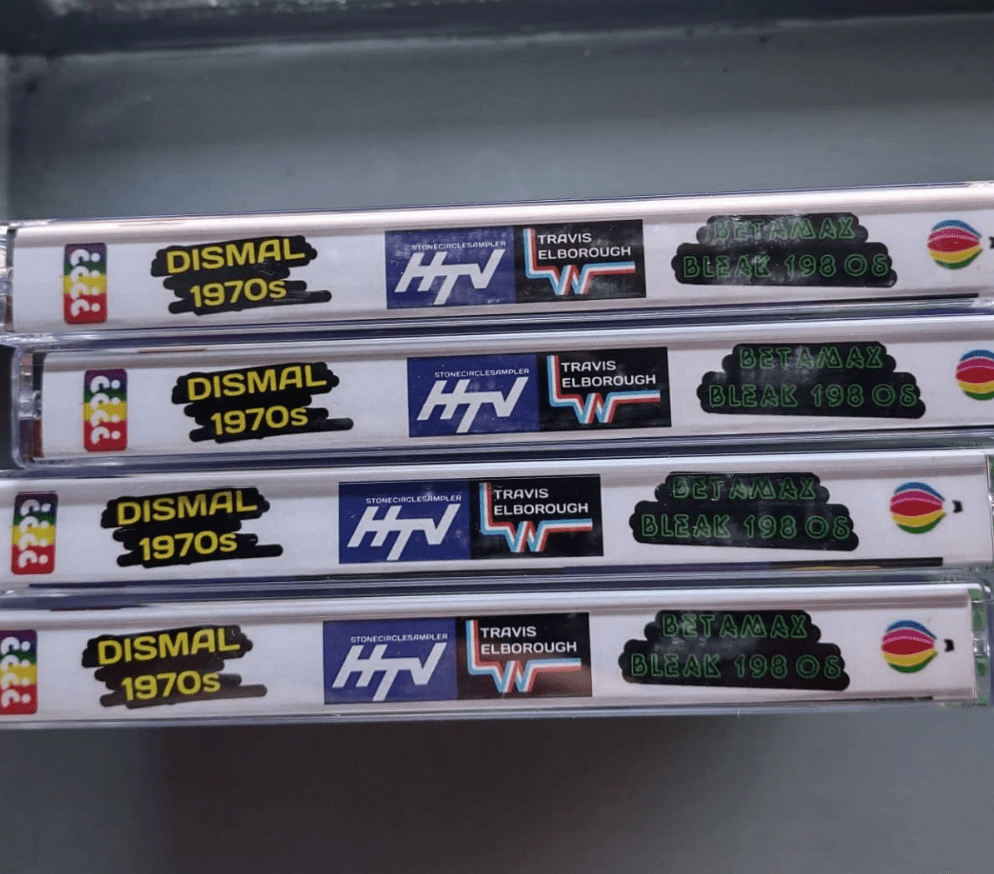 DISMAL
1970s
STONECIRCLESAMPLER
HTV
TRAVIS
ELBOROUGH
W
BETAMAX
BLEAK 1980S
DISMAL
1970s
STONECIRCLESAMPLER
HTV
TRAVIS
ELBOROUGH
W
BETAMAX
BLEAK 1980S
DISMAL
1970s
STONECIRCLESAMPLER
HTV
TRAVIS
ELBOROUGH
W
BETAMAX
BLEAK 1980S
DISMAL
1970s
STONECIRCLESAMPLER
HTV
TRAVIS
ELBOROUGH
W
BETAMAX
BLEAK 1980S